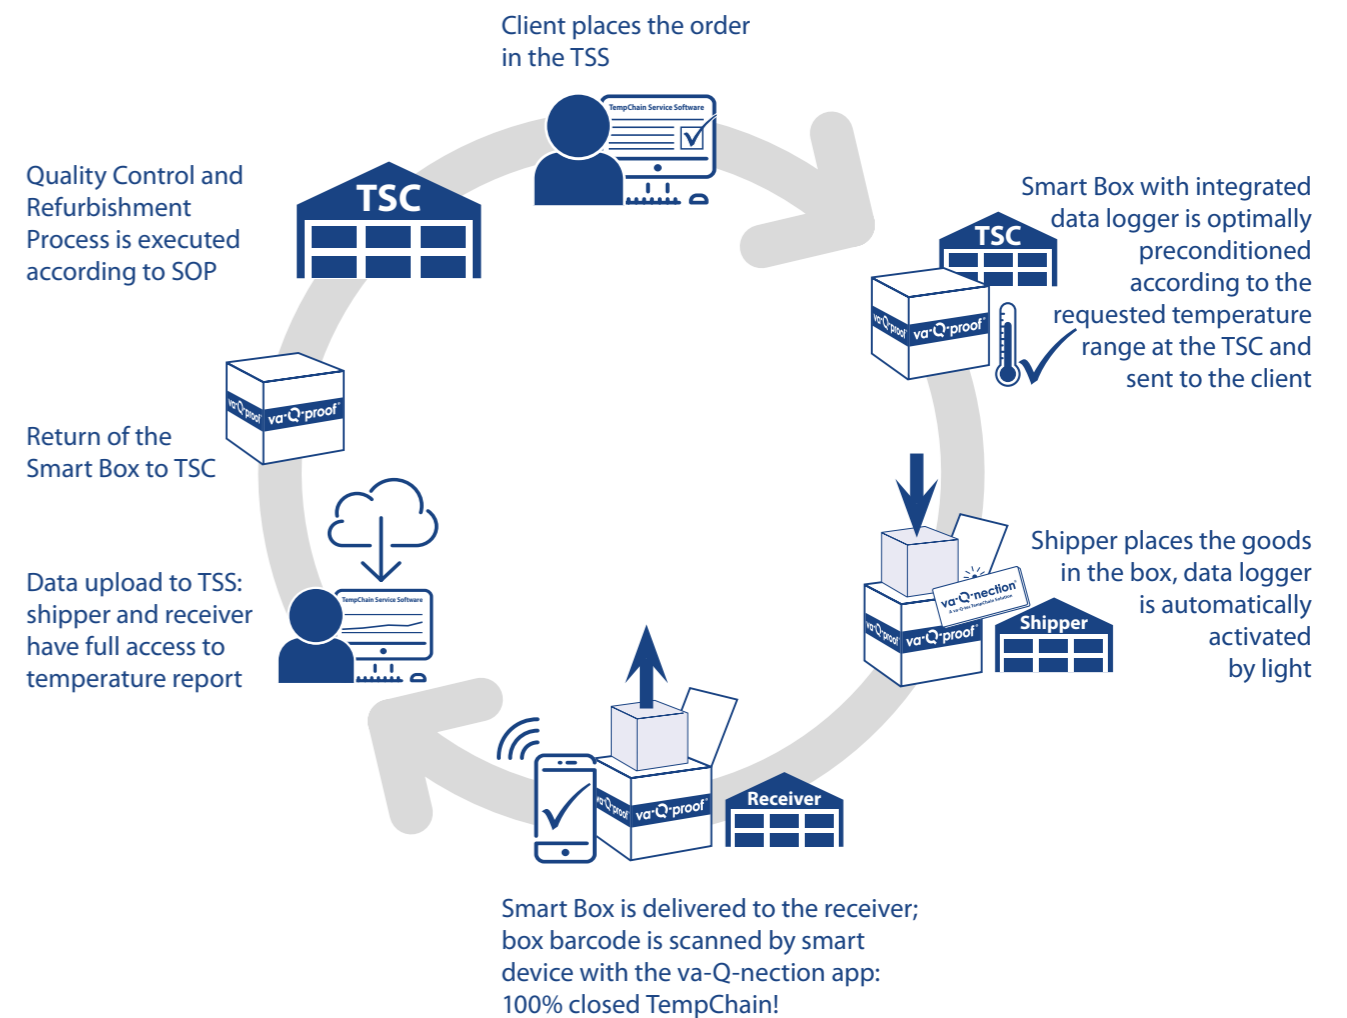 Client places the order
in the TSS
TempChain Service Software
Quality Control and
Refurbishment
Process is executed
according to SOP
TSC
Smart Box with integrated
data logger is optimally
preconditioned
according to the
requested temperature
range at the TSC and
sent to the client
TSC
va-Q-proof
va-Q-proof
Shipper places the goods
in the box, data logger
is automatically
activated
by light
va-Q-nection
A va-Q-tec TempChain Solution
va-Q-proof
va-Q-proof
Shipper
Receiver
va-Q-proof
va-Q-proof
Smart Box is delivered to the receiver;
box barcode is scanned by smart
device with the va-Q-nection app:
100% closed TempChain!
Data upload to TSS:
shipper and receiver
have full access to
temperature report
TempChain Service Software
Return of the
Smart Box to TSC
va-Q-proof
va-Q-proof